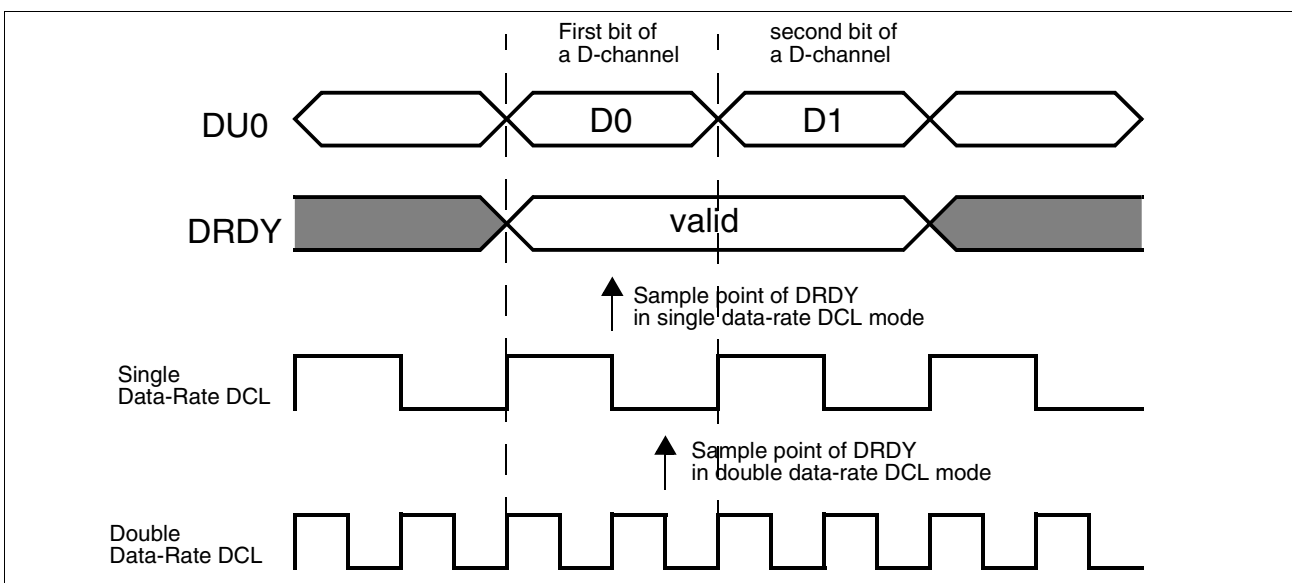 First bit of
a D-channel
second bit of
a D-channel
DU0
D0
D1
DRDY
valid
Sample point of DRDY
in single data-rate DCL mode
Single
Data-Rate DCL
Sample point of DRDY
in double data-rate DCL mode
Double
Data-Rate DCL